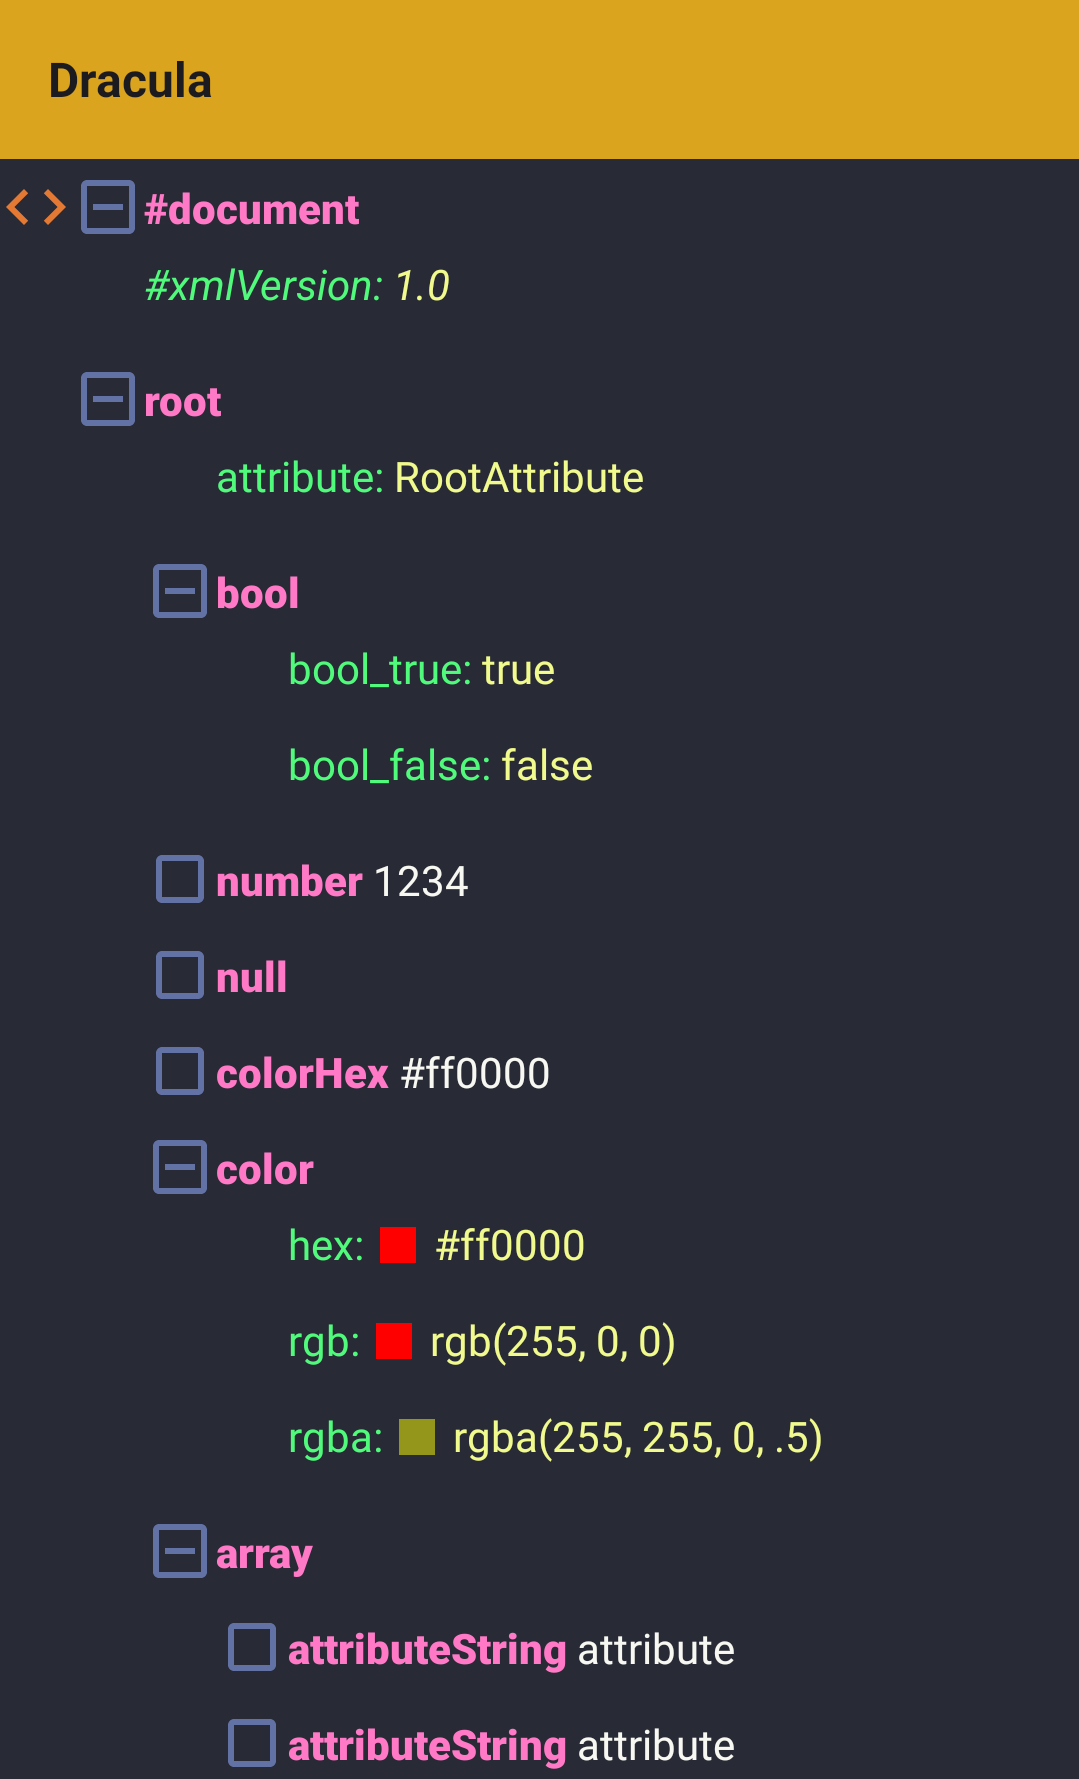 Dracula
#document
#xmlVersion: 1.0
root
attribute: RootAttribute
bool
bool_true: true
bool_false: false
number 1234
null
colorHex #ff0000
color
hex: #ff0000
rgb: rgb(255, 0, 0)
rgba: rgba(255, 255, 0, .5)
array
attributeString attribute
attributeString attribute